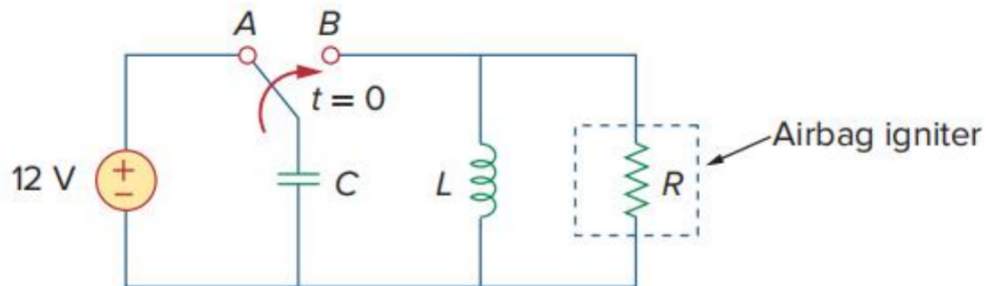 A B
t = 0
12 V
+
−
C
L
R
Airbag igniter